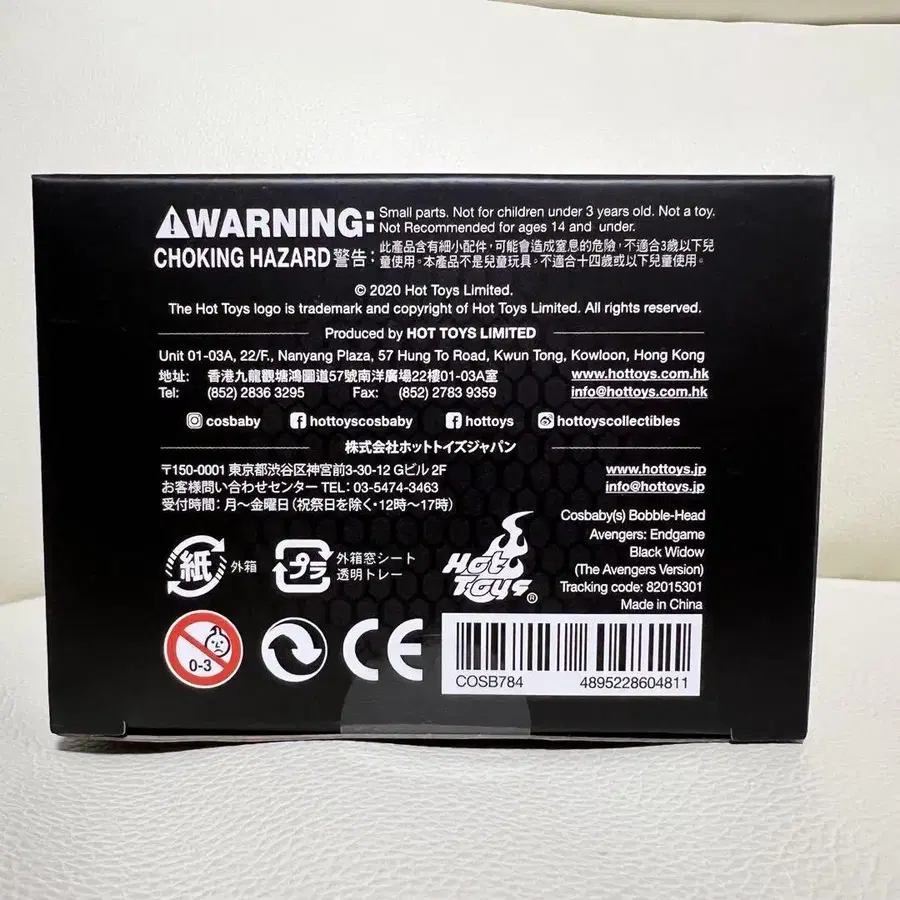 WARNING: Small parts. Not for children under 3 years old. Not a toy.
Not Recommended for ages 14 and under.
CHOKING HAZARD 警告: 此產品含有細小配件, 可能會造成窒息的危險, 不適合3歲以下兒
童使用。本產品不是兒童玩具。不適合十四歲或以下兒童使用。
© 2020 Hot Toys Limited.
The Hot Toys logo is trademark and copyright of Hot Toys Limited. All rights reserved.
Produced by HOT TOYS LIMITED
Unit 01-03A, 22/F., Nanyang Plaza, 57 Hung To Road, Kwun Tong, Kowloon, Hong Kong
地址: 香港九龍觀塘鴻圖道57號南洋廣場22樓01-03A室 www.hottoys.com.hk
Tel: (852) 2836 3295 Fax: (852) 2783 9359 info@hottoys.com.hk
cosbaby hottoyscosbaby hottoys hottoyscollectibles
株式会社ホットトイズジャパン
〒150-0001 東京都渋谷区神宮前3-30-12 Gビル 2F www.hottoys.jp
お客様問い合わせセンター TEL: 03-5474-3463 info@hottoys.jp
受付時間: 月〜金曜日(祝祭日を除く・12時〜17時)
紙 外箱
プラ 外箱窓シート
透明トレー
Hot
Toys ®
Cosbaby(s) Bobble-Head
Avengers: Endgame
Black Widow
(The Avengers Version)
Tracking code: 82015301
Made in China
0-3
CE
COSB784 4895228604811